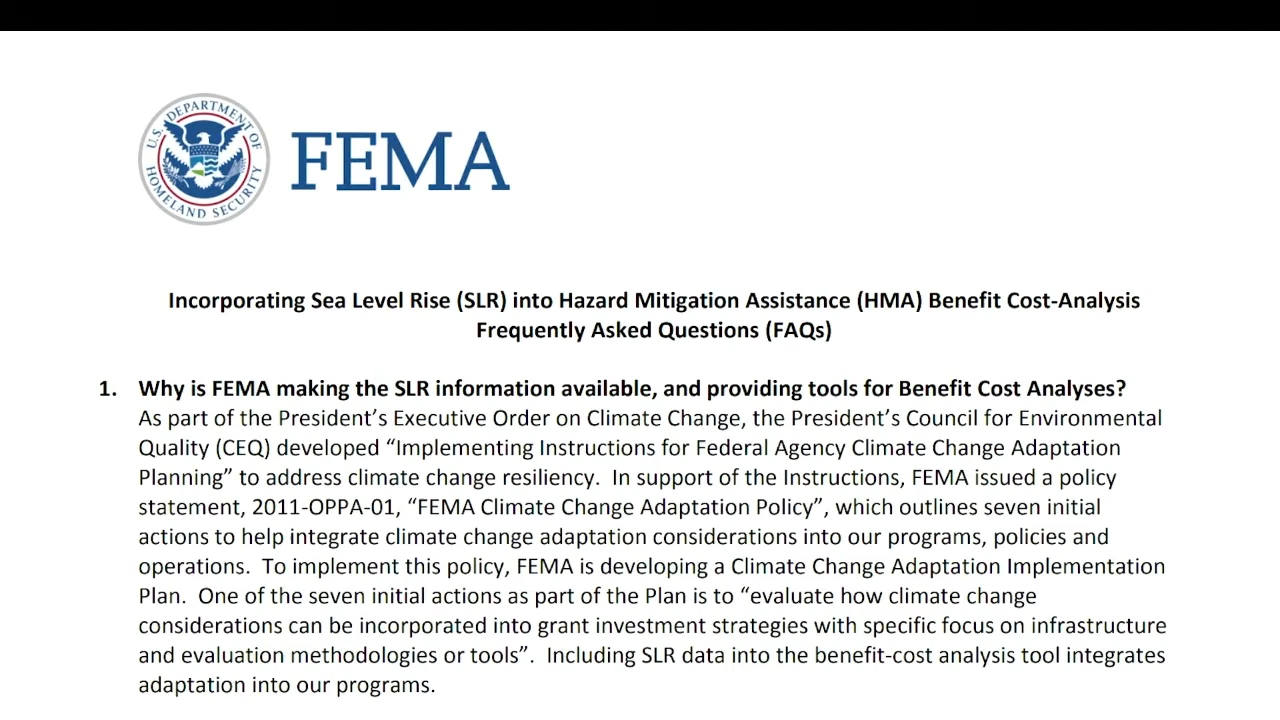 U.S. DEPARTMENT OF
HOMELAND SECURITY
FEMA
Incorporating Sea Level Rise (SLR) into Hazard Mitigation Assistance (HMA) Benefit Cost-Analysis
Frequently Asked Questions (FAQs)
1. Why is FEMA making the SLR information available, and providing tools for Benefit Cost Analyses?
As part of the President’s Executive Order on Climate Change, the President’s Council for Environmental
Quality (CEQ) developed “Implementing Instructions for Federal Agency Climate Change Adaptation
Planning” to address climate change resiliency.  In support of the Instructions, FEMA issued a policy
statement, 2011-OPPA-01, “FEMA Climate Change Adaptation Policy”, which outlines seven initial
actions to help integrate climate change adaptation considerations into our programs, policies and
operations.  To implement this policy, FEMA is developing a Climate Change Adaptation Implementation
Plan.  One of the seven initial actions as part of the Plan is to “evaluate how climate change
considerations can be incorporated into grant investment strategies with specific focus on infrastructure
and evaluation methodologies or tools”.  Including SLR data into the benefit-cost analysis tool integrates
adaptation into our programs.